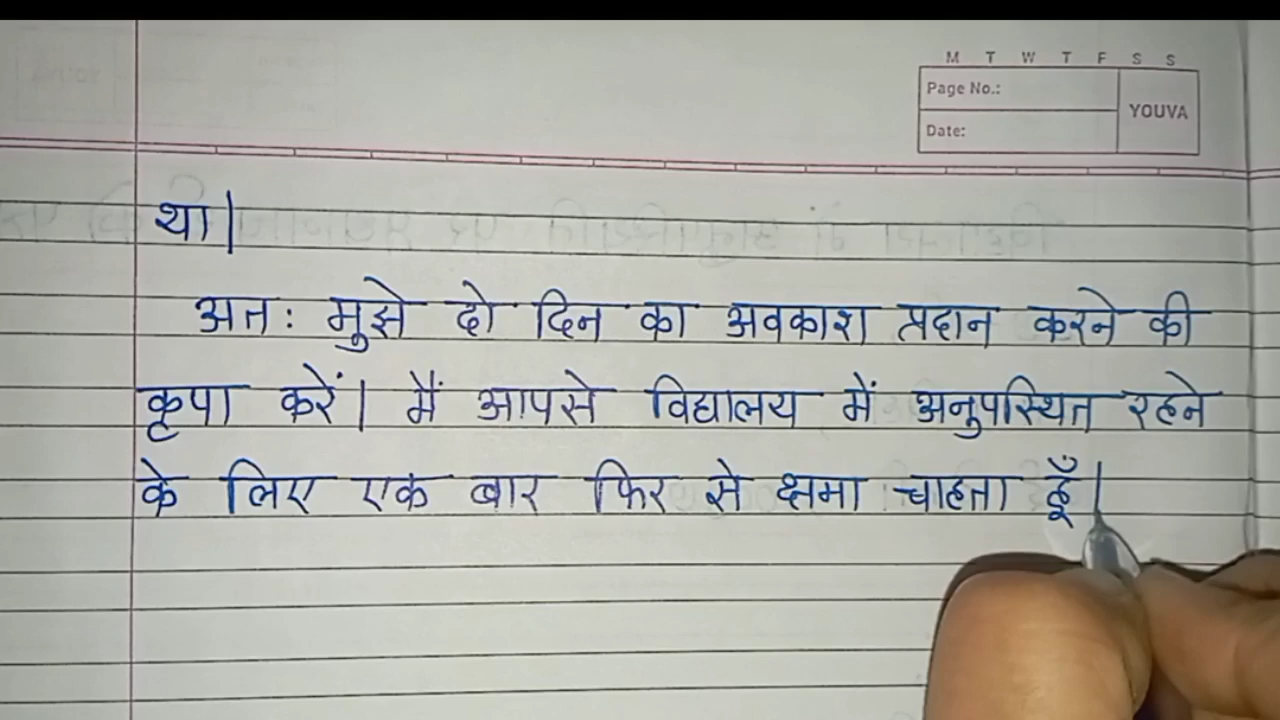 M T W T F S S
Page No.:
YOUVA
Date:
था|
अतः मुझे दो दिन का अवकाश प्रदान करने की
कृपा करें| मैं आपसे विद्यालय में अनुपस्थित रहने
के लिए एक बार फिर से क्षमा चाहता हूँ|